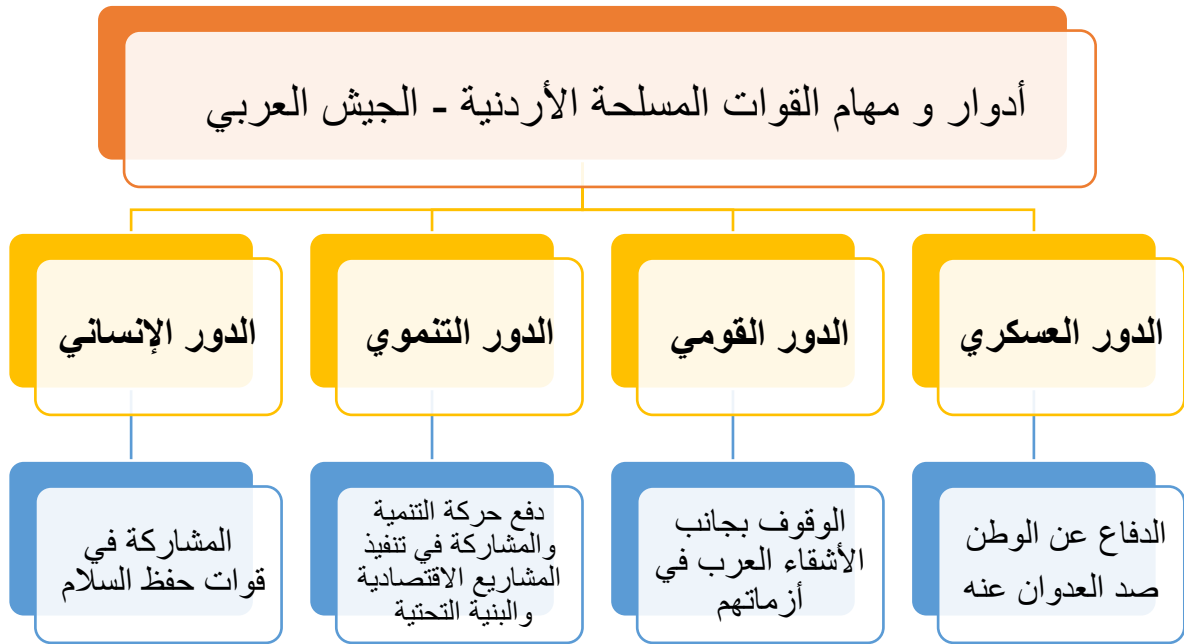 أدوار و مهام القوات المسلحة الأردنية - الجيش العربي
الدور العسكري
الدور القومي
الدور التنموي
الدور الإنساني
الدفاع عن الوطن
صد العدوان عنه
الوقوف بجانب
الأشقاء العرب في
أزماتهم
دفع حركة التنمية
والمشاركة في تنفيذ
المشاريع الاقتصادية
والبنية التحتية
المشاركة في
قوات حفظ السلام